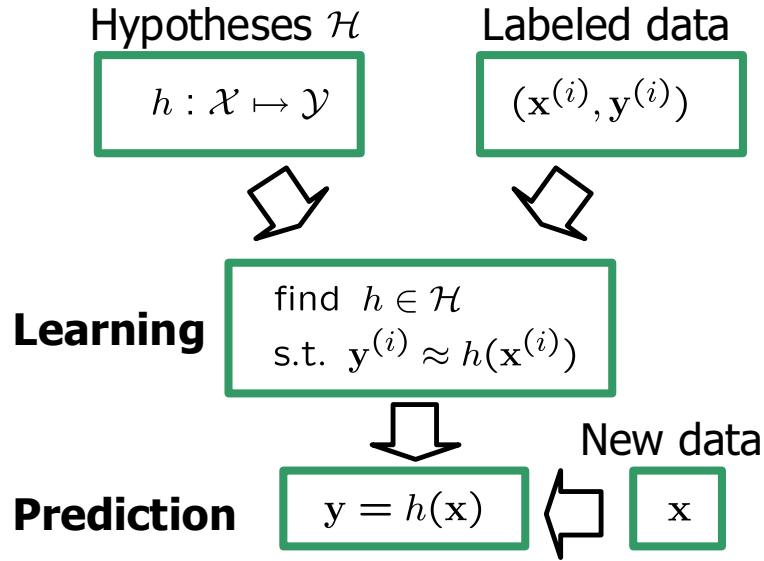 Hypotheses ℋ
Labeled data
h : 𝒳 ↦ 𝒴
(𝐱⁽ⁱ⁾, 𝐲⁽ⁱ⁾)
Learning
find h ∈ ℋ
s.t. 𝐲⁽ⁱ⁾ ≈ h(𝐱⁽ⁱ⁾)
New data
Prediction
𝐲 = h(𝐱)
𝐱